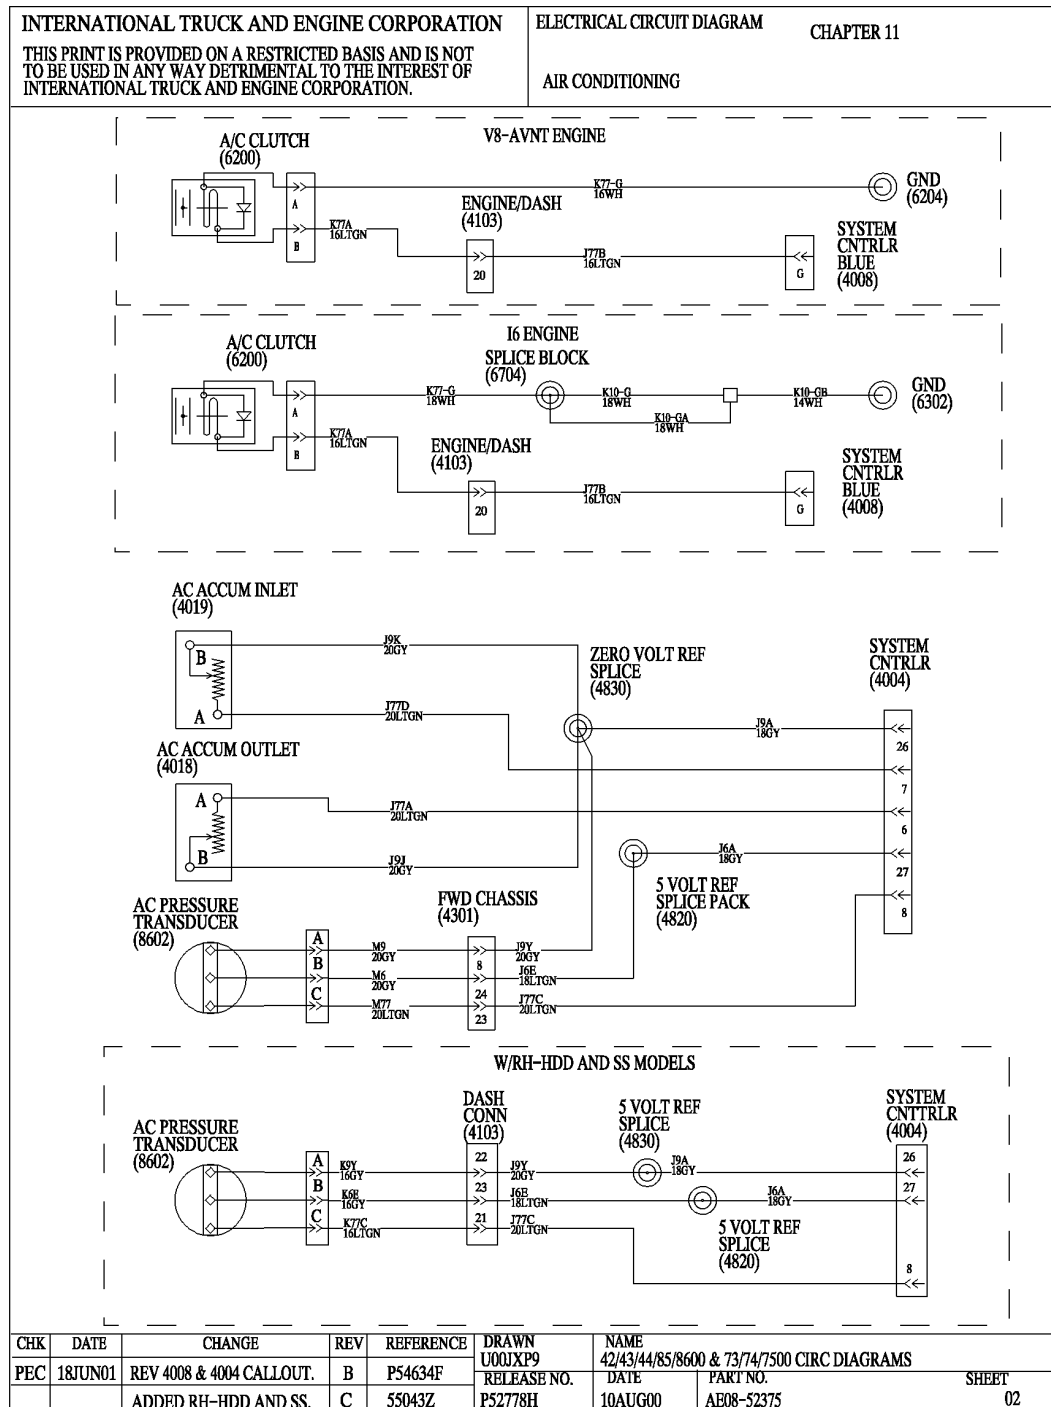 INTERNATIONAL TRUCK AND ENGINE CORPORATION
THIS PRINT IS PROVIDED ON A RESTRICTED BASIS AND IS NOT
TO BE USED IN ANY WAY DETRIMENTAL TO THE INTEREST OF
INTERNATIONAL TRUCK AND ENGINE CORPORATION.
ELECTRICAL CIRCUIT DIAGRAM
CHAPTER 11
AIR CONDITIONING
V8-AVNT ENGINE
A/C CLUTCH
(6200)
A
B
K77-G
16WH
GND
(6204)
K77A
16LTGN
ENGINE/DASH
(4103)
20
J77B
16LTGN
G
SYSTEM
CNTRLR
BLUE
(4008)
I6 ENGINE
A/C CLUTCH
(6200)
A
B
K77-G
18WH
SPLICE BLOCK
(6704)
K10-G
18WH
K10-GA
18WH
K10-GB
14WH
GND
(6302)
K77A
16LTGN
ENGINE/DASH
(4103)
20
J77B
16LTGN
G
SYSTEM
CNTRLR
BLUE
(4008)
AC ACCUM INLET
(4019)
B
A
J9K
20GY
J77D
20LTGN
ZERO VOLT REF
SPLICE
(4830)
J9A
18GY
SYSTEM
CNTRLR
(4004)
26
7
6
27
8
AC ACCUM OUTLET
(4018)
A
B
J77A
20LTGN
J9J
20GY
J6A
18GY
5 VOLT REF
SPLICE PACK
(4820)
AC PRESSURE
TRANSDUCER
(8602)
A
B
C
M9
20GY
M6
20GY
M77
20LTGN
FWD CHASSIS
(4301)
8
24
23
J9Y
20GY
J6E
18LTGN
J77C
20LTGN
W/RH-HDD AND SS MODELS
AC PRESSURE
TRANSDUCER
(8602)
A
B
C
K9Y
16GY
K6E
16GY
K77C
16LTGN
DASH
CONN
(4103)
22
23
21
J9Y
20GY
J6E
18LTGN
J77C
20LTGN
5 VOLT REF
SPLICE
(4830)
J9A
18GY
J6A
18GY
5 VOLT REF
SPLICE
(4820)
SYSTEM
CNTTRLR
(4004)
26
27
8
CHK DATE CHANGE REV REFERENCE
PEC 18JUN01 REV 4008 & 4004 CALLOUT. B P54634F
ADDED RH-HDD AND SS. C 55043Z
DRAWN
U00JXP9
RELEASE NO.
P52778H
NAME
42/43/44/85/8600 & 73/74/7500 CIRC DIAGRAMS
DATE
10AUG00
PART NO.
AE08-52375
SHEET
02